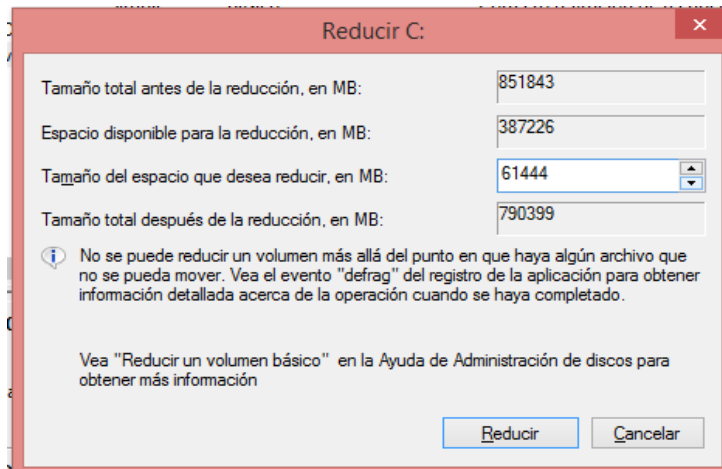 Reducir C:
Tamaño total antes de la reducción, en MB: 851843
Espacio disponible para la reducción, en MB: 387226
Tamaño del espacio que desea reducir, en MB: 61444
Tamaño total después de la reducción, en MB: 790399
No se puede reducir un volumen más allá del punto en que haya algún archivo que
no se pueda mover. Vea el evento "defrag" del registro de la aplicación para obtener
información detallada acerca de la operación cuando se haya completado.
Vea "Reducir un volumen básico" en la Ayuda de Administración de discos para
obtener más información
Reducir Cancelar